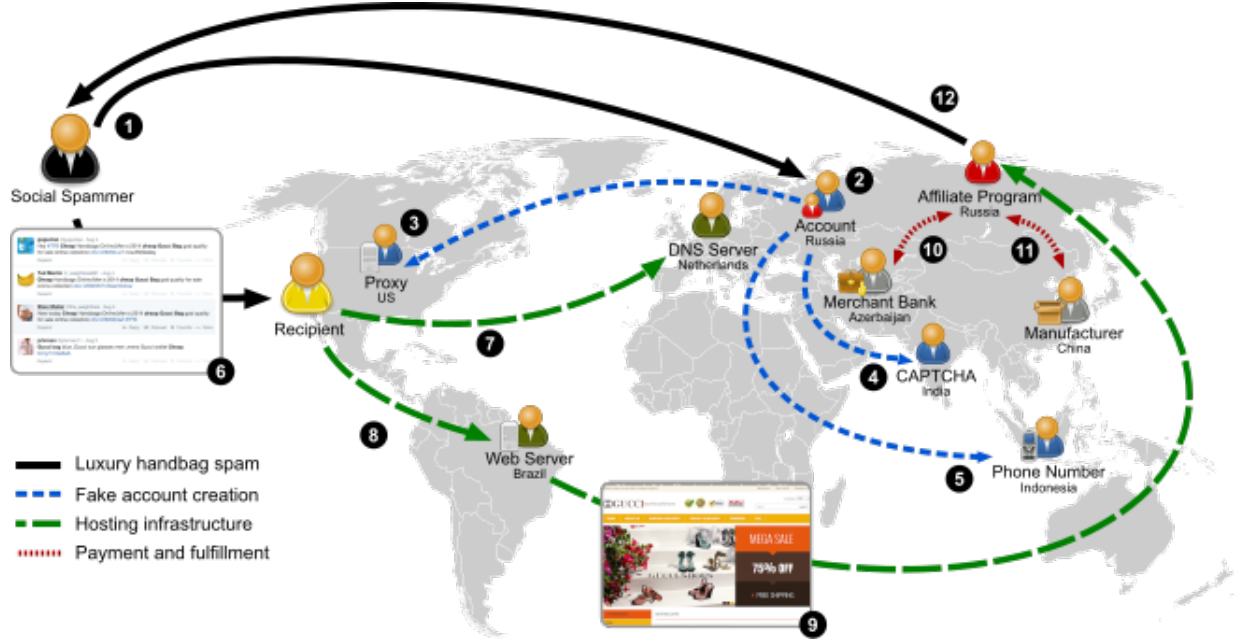 1
12
2
Social Spammer
Affiliate Program
Russia
3
Account
Russia
DNS Server
Netherlands
10
11
Proxy
US
Merchant Bank
Azerbaijan
Recipient
Manufacturer
China
7
6
4
CAPTCHA
India
8
Web Server
Brazil
5
Phone Number
Indonesia
Luxury handbag spam
Fake account creation
Hosting infrastructure
Payment and fulfillment
GUCCI
MEGA SALE
75% OFF
FREE SHIPPING
9